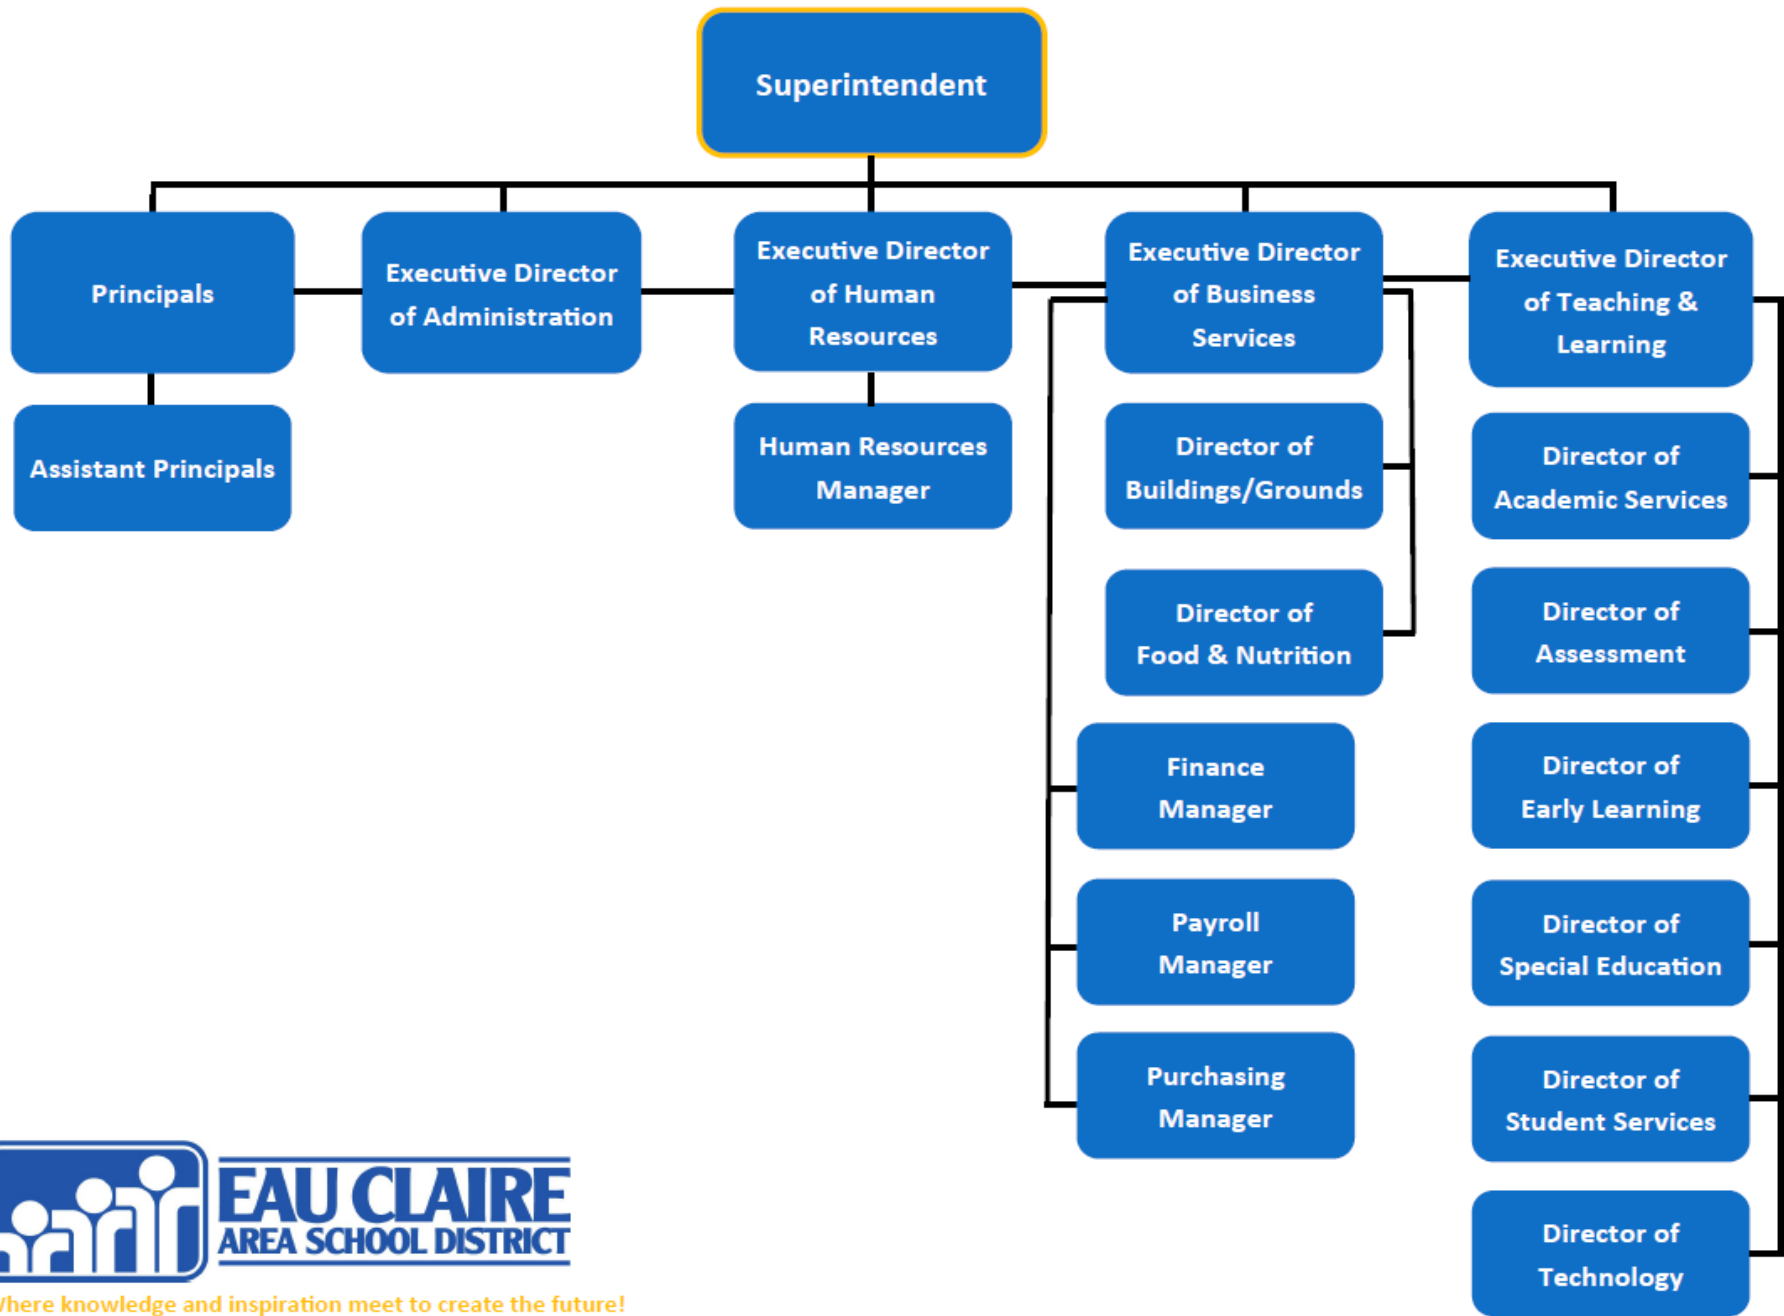 Superintendent
Principals
Executive Director
of Administration
Executive Director
of Human
Resources
Executive Director
of Business
Services
Executive Director
of Teaching &
Learning
Assistant Principals
Human Resources
Manager
Director of
Buildings/Grounds
Director of
Academic Services
Director of
Food & Nutrition
Director of
Assessment
Finance
Manager
Director of
Early Learning
Payroll
Manager
Director of
Special Education
Purchasing
Manager
Director of
Student Services
Director of
Technology
EAU CLAIRE
AREA SCHOOL DISTRICT
Where knowledge and inspiration meet to create the future!